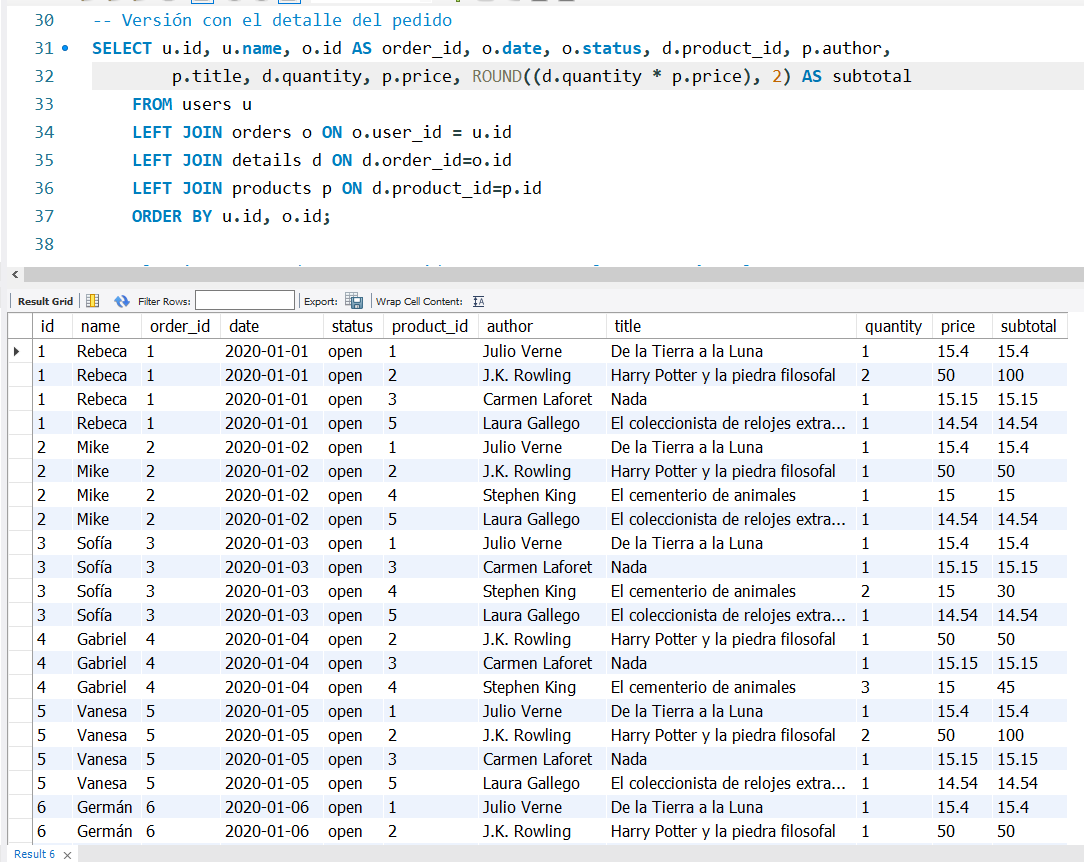 30 -- Versión con el detalle del pedido
31 SELECT u.id, u.name, o.id AS order_id, o.date, o.status, d.product_id, p.author,
32 p.title, d.quantity, p.price, ROUND((d.quantity * p.price), 2) AS subtotal
33 FROM users u
34 LEFT JOIN orders o ON o.user_id = u.id
35 LEFT JOIN details d ON d.order_id=o.id
36 LEFT JOIN products p ON d.product_id=p.id
37 ORDER BY u.id, o.id;
38
Result Grid Filter Rows: Export: Wrap Cell Content:
id name order_id date status product_id author title quantity price subtotal
1 Rebeca 1 2020-01-01 open 1 Julio Verne De la Tierra a la Luna 1 15.4 15.4
1 Rebeca 1 2020-01-01 open 2 J.K. Rowling Harry Potter y la piedra filosofal 2 50 100
1 Rebeca 1 2020-01-01 open 3 Carmen Laforet Nada 1 15.15 15.15
1 Rebeca 1 2020-01-01 open 5 Laura Gallego El coleccionista de relojes extra... 1 14.54 14.54
2 Mike 2 2020-01-02 open 1 Julio Verne De la Tierra a la Luna 1 15.4 15.4
2 Mike 2 2020-01-02 open 2 J.K. Rowling Harry Potter y la piedra filosofal 1 50 50
2 Mike 2 2020-01-02 open 4 Stephen King El cementerio de animales 1 15 15
2 Mike 2 2020-01-02 open 5 Laura Gallego El coleccionista de relojes extra... 1 14.54 14.54
3 Sofía 3 2020-01-03 open 1 Julio Verne De la Tierra a la Luna 1 15.4 15.4
3 Sofía 3 2020-01-03 open 3 Carmen Laforet Nada 1 15.15 15.15
3 Sofía 3 2020-01-03 open 4 Stephen King El cementerio de animales 2 15 30
3 Sofía 3 2020-01-03 open 5 Laura Gallego El coleccionista de relojes extra... 1 14.54 14.54
4 Gabriel 4 2020-01-04 open 2 J.K. Rowling Harry Potter y la piedra filosofal 1 50 50
4 Gabriel 4 2020-01-04 open 3 Carmen Laforet Nada 1 15.15 15.15
4 Gabriel 4 2020-01-04 open 4 Stephen King El cementerio de animales 3 15 45
5 Vanesa 5 2020-01-05 open 1 Julio Verne De la Tierra a la Luna 1 15.4 15.4
5 Vanesa 5 2020-01-05 open 2 J.K. Rowling Harry Potter y la piedra filosofal 2 50 100
5 Vanesa 5 2020-01-05 open 3 Carmen Laforet Nada 1 15.15 15.15
5 Vanesa 5 2020-01-05 open 5 Laura Gallego El coleccionista de relojes extra... 1 14.54 14.54
6 Germán 6 2020-01-06 open 1 Julio Verne De la Tierra a la Luna 1 15.4 15.4
6 Germán 6 2020-01-06 open 2 J.K. Rowling Harry Potter y la piedra filosofal 1 50 50
Result 6